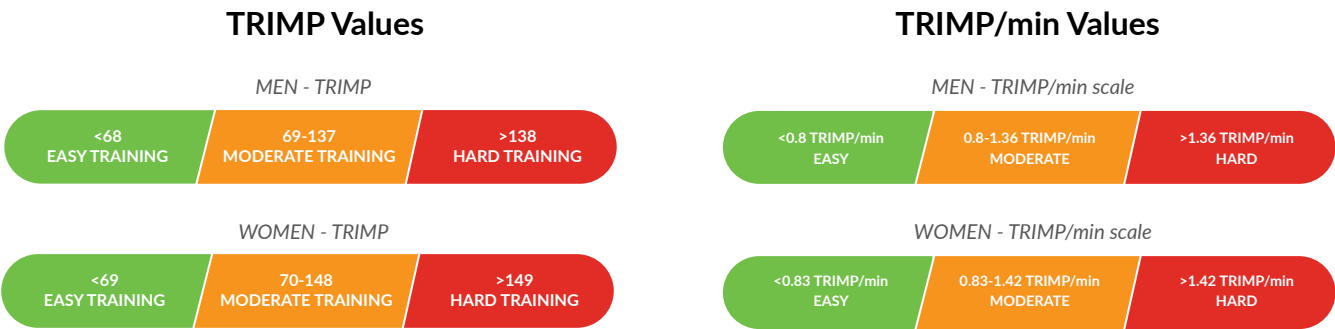 TRIMP Values
MEN - TRIMP
<68
EASY TRAINING
69-137
MODERATE TRAINING
>138
HARD TRAINING
WOMEN - TRIMP
<69
EASY TRAINING
70-148
MODERATE TRAINING
>149
HARD TRAINING
TRIMP/min Values
MEN - TRIMP/min scale
<0.8 TRIMP/min
EASY
0.8-1.36 TRIMP/min
MODERATE
>1.36 TRIMP/min
HARD
WOMEN - TRIMP/min scale
<0.83 TRIMP/min
EASY
0.83-1.42 TRIMP/min
MODERATE
>1.42 TRIMP/min
HARD